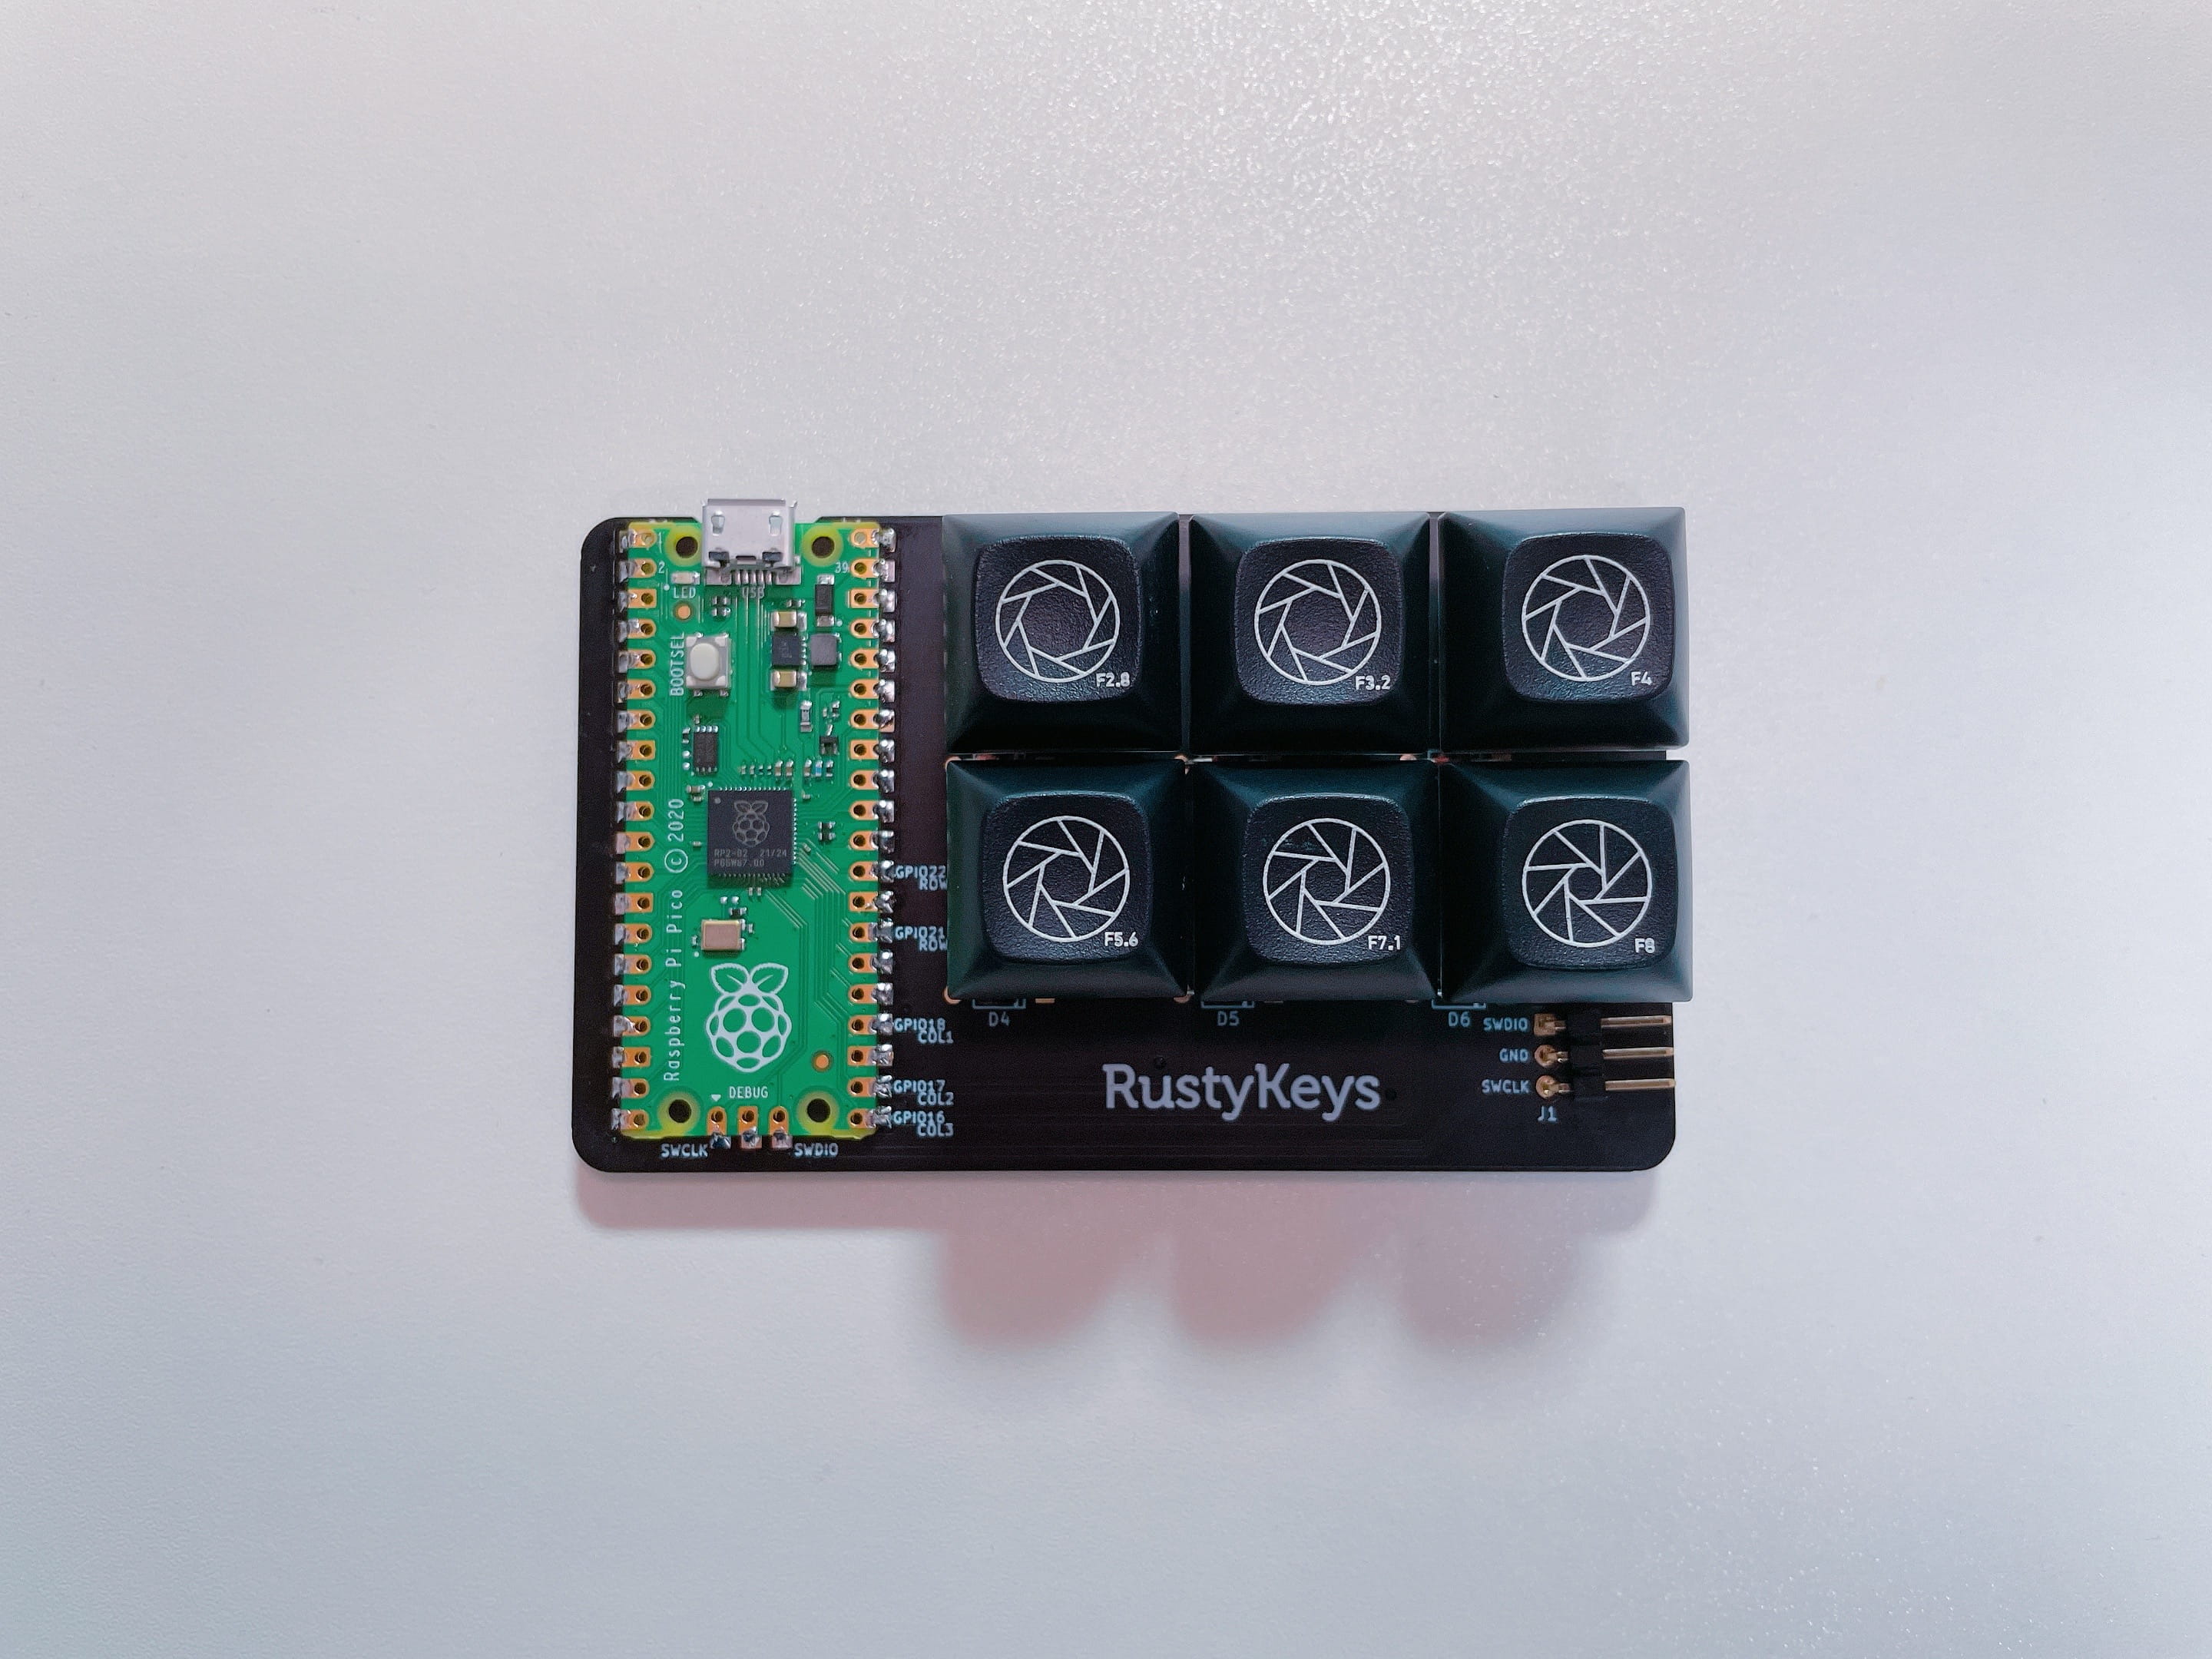 2
39
LED
USB
BOOTSEL
Raspberry Pi Pico © 2020
RP2-B2 21/24
DEBUG
SWCLK
SWDIO
GPIO22
ROW
GPIO21
ROW
GPIO18
COL1
GPIO17
COL2
GPIO16
COL3
F2.8
F3.2
F4
F5.6
F7.1
F8
D4
D5
D6
RustyKeys
SWDIO
GND
SWCLK
J1